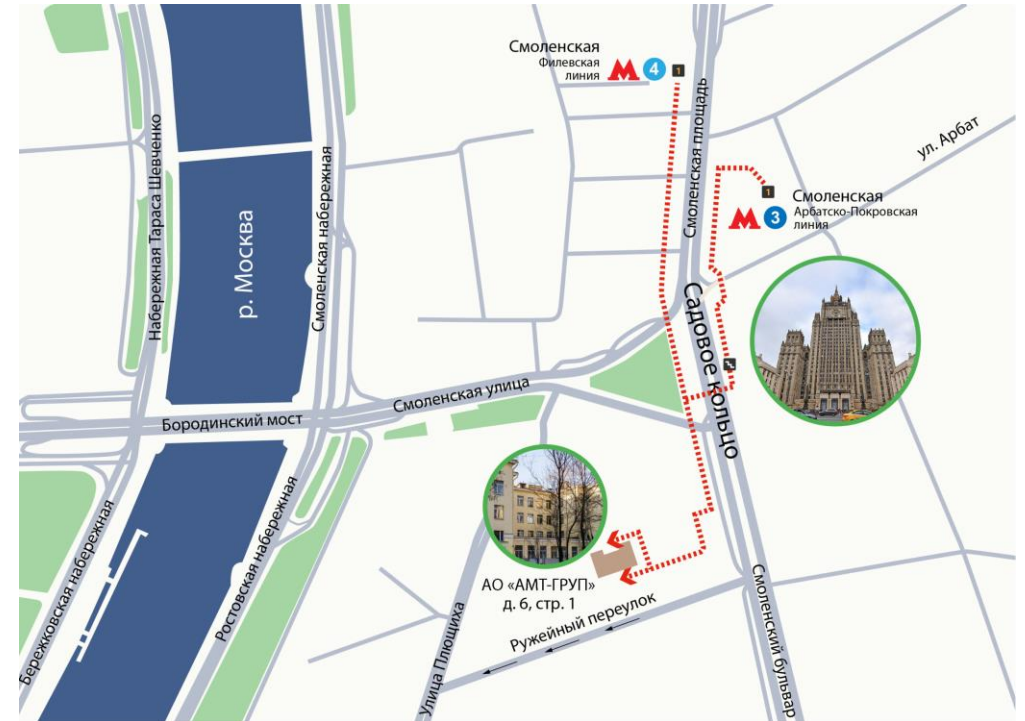 Смоленская
Филевская
линия
М 4
1
Смоленская площадь
ул. Арбат
1
Смоленская
М 3
Арбатско-Покровская
линия
Набережная Тараса Шевченко
р. Москва
Смоленская набережная
Садовое кольцо
Смоленская улица
Бородинский мост
Бережковская набережная
Ростовская набережная
АО «АМТ-ГРУП»
д. 6, стр. 1
Улица Плющиха
Ружейный переулок
Смоленский бульвар